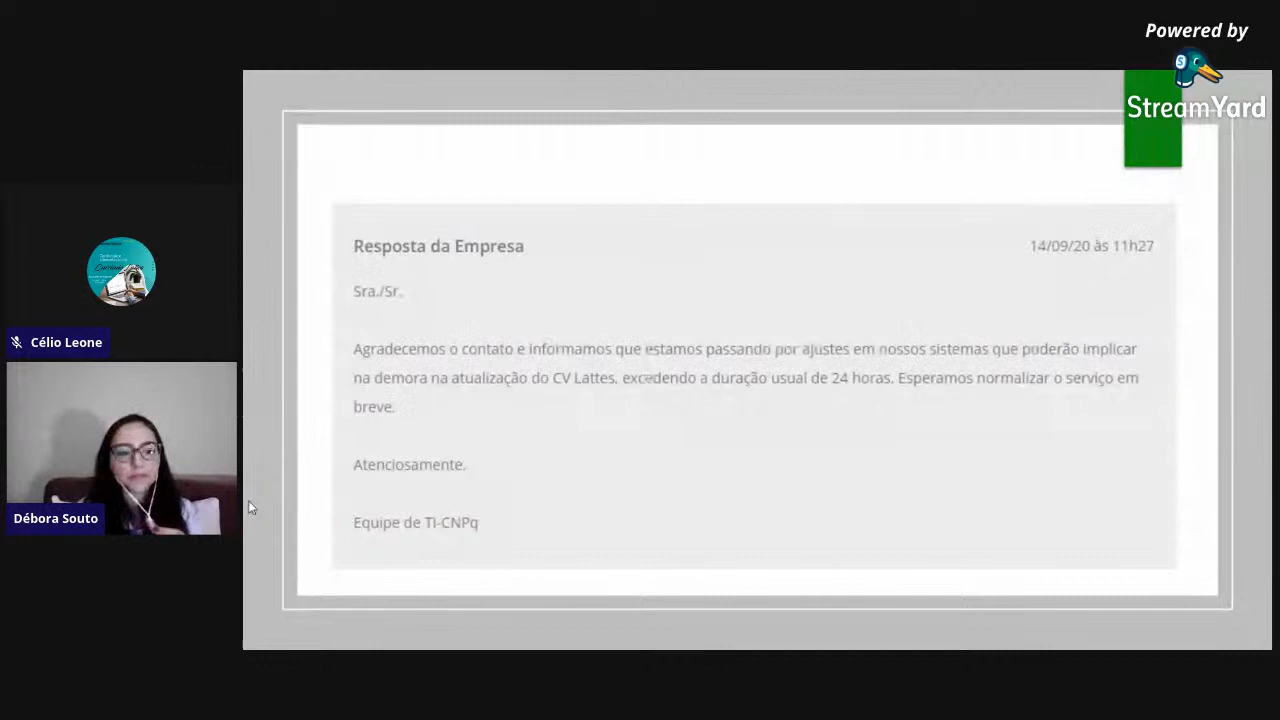 Powered by
StreamYard
Resposta da Empresa 14/09/20 às 11h27
Sra./Sr.
Agradecemos o contato e informamos que estamos passando por ajustes em nossos sistemas que poderão implicar
na demora na atualização do CV Lattes, excedendo a duração usual de 24 horas. Esperamos normalizar o serviço em
breve.
Atenciosamente.
Equipe de TI-CNPq
Célio Leone
Débora Souto